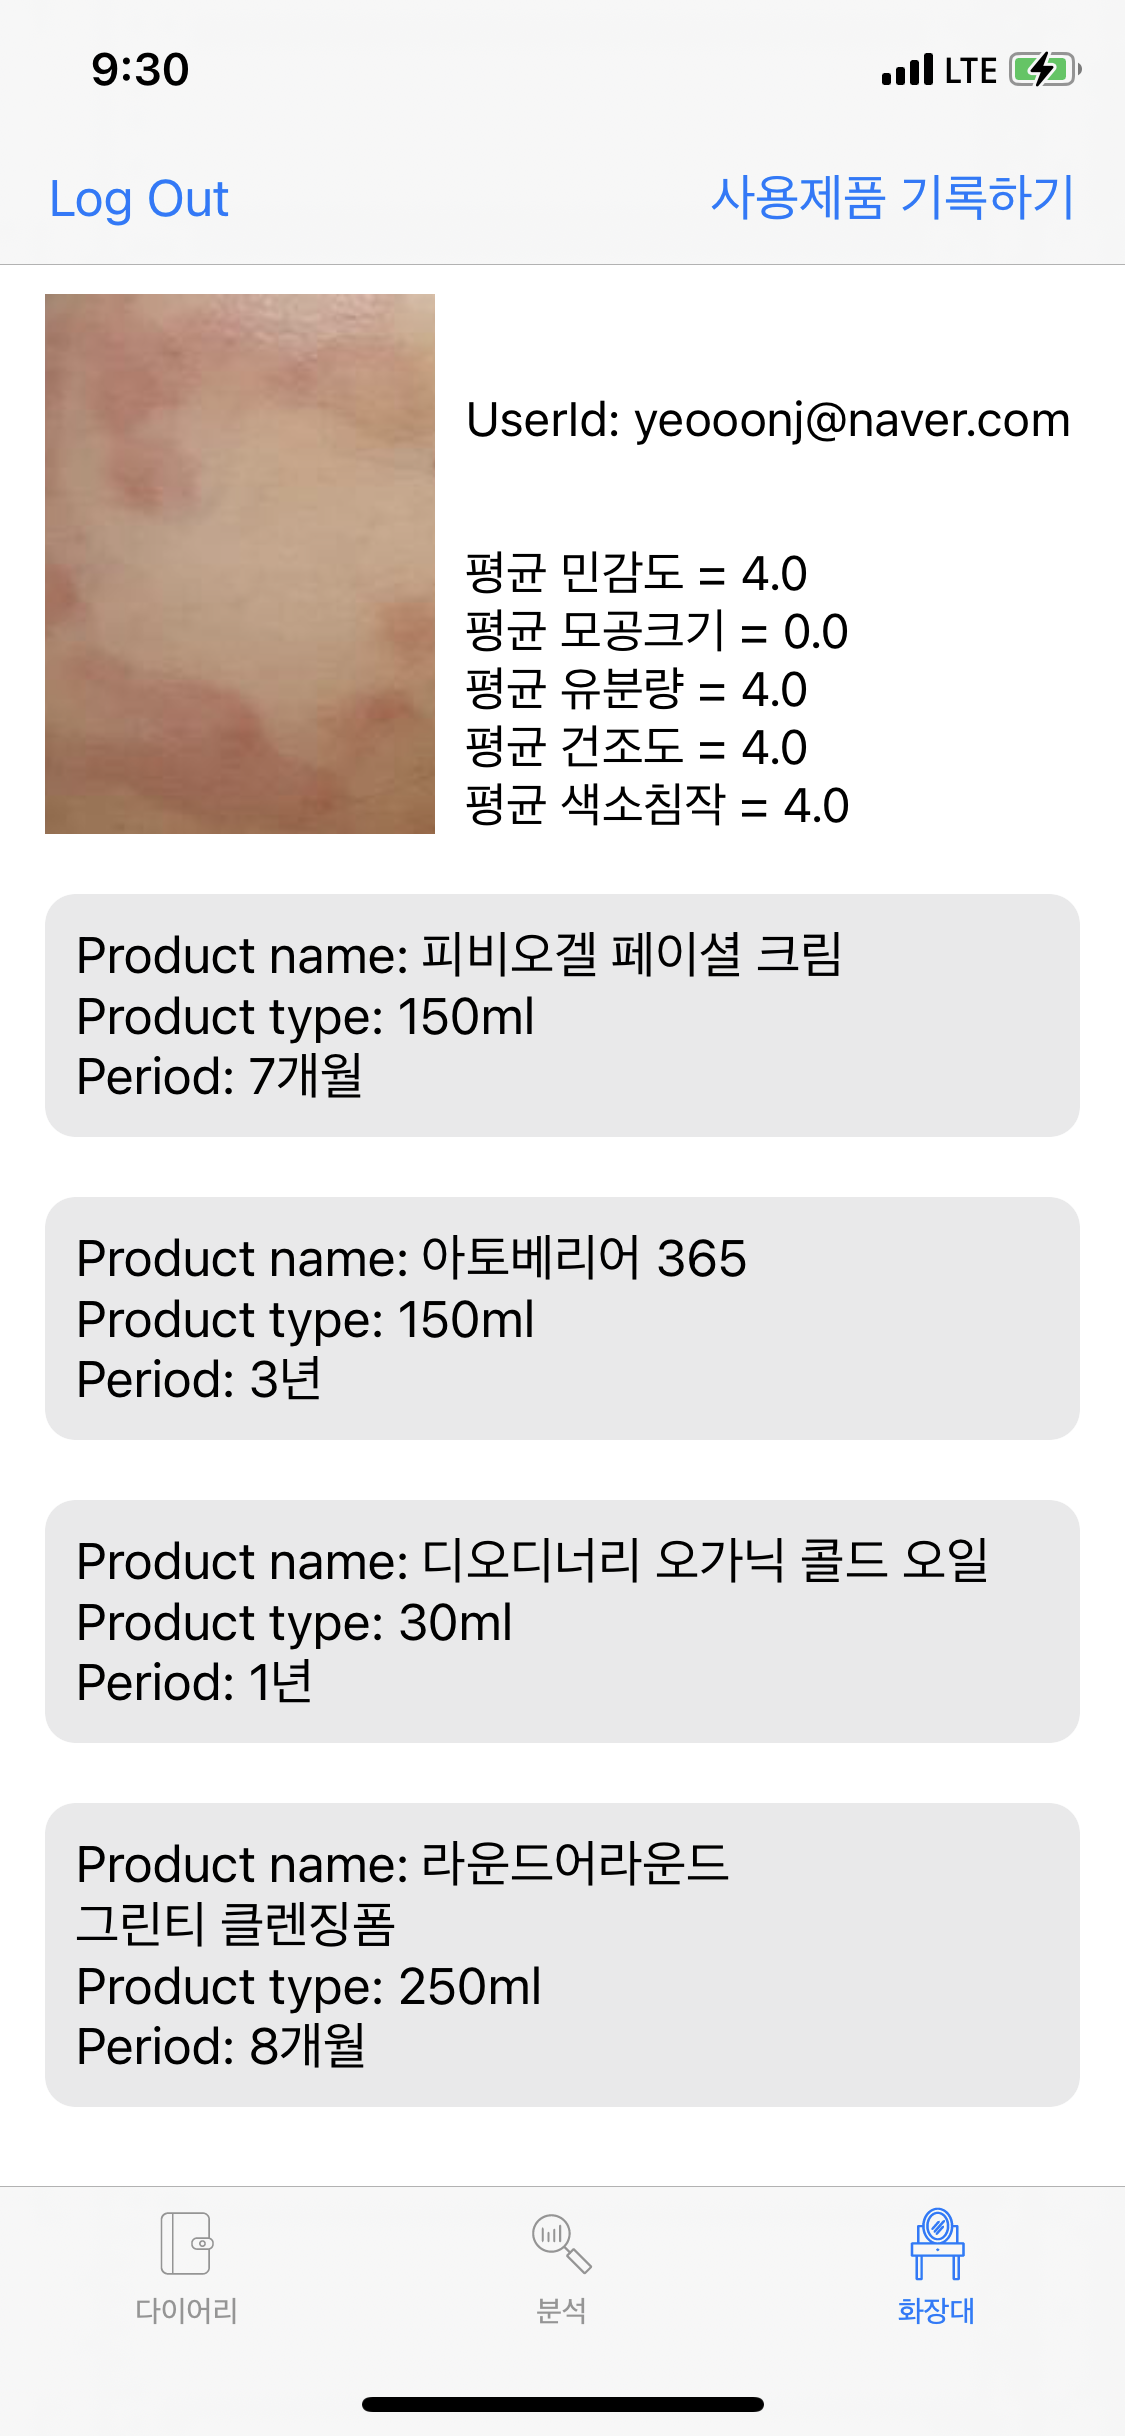 9:30
LTE
Log Out
사용제품 기록하기
UserId: yeooonj@naver.com
평균 민감도 = 4.0
평균 모공크기 = 0.0
평균 유분량 = 4.0
평균 건조도 = 4.0
평균 색소침작 = 4.0
Product name: 피비오겔 페이셜 크림
Product type: 150ml
Period: 7개월
Product name: 아토베리어 365
Product type: 150ml
Period: 3년
Product name: 디오디너리 오가닉 콜드 오일
Product type: 30ml
Period: 1년
Product name: 라운드어라운드
그린티 클렌징폼
Product type: 250ml
Period: 8개월
다이어리
분석
화장대